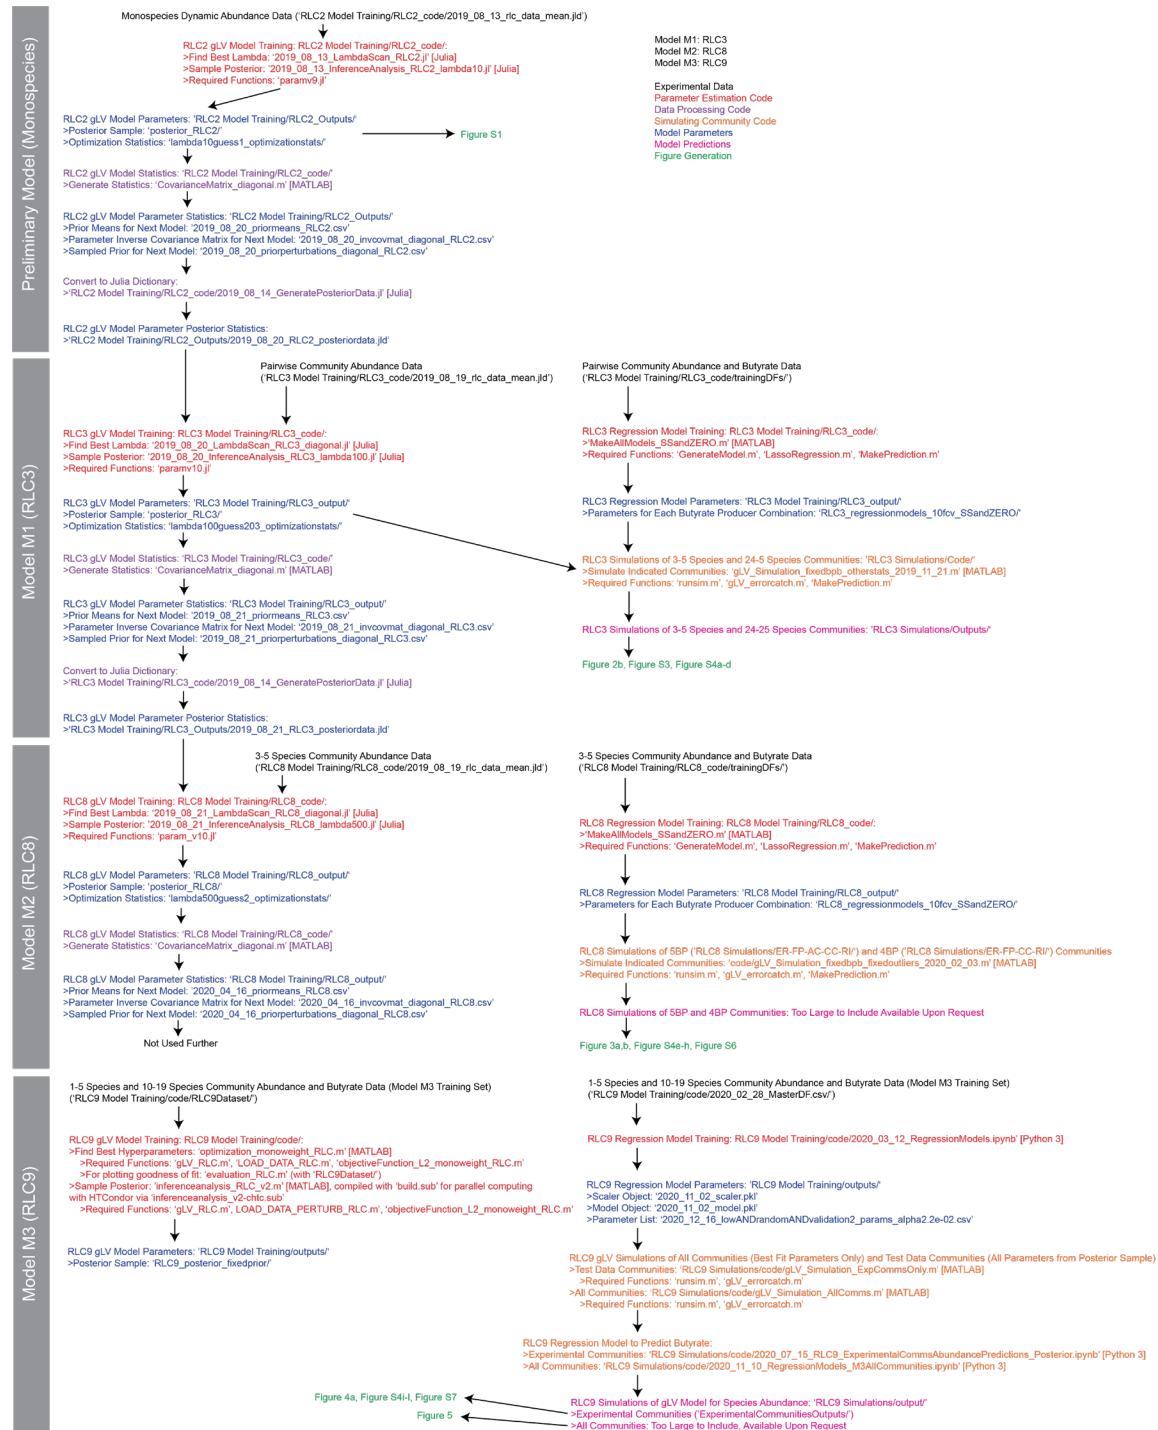 Monospecies Dynamic Abundance Data ('RLC2 Model Training/RLC2_code/2019_08_13_rlc_data_mean.jld')
RLC2 gLV Model Training: RLC2 Model Training/RLC2_code/:
>Find Best Lambda: '2019_08_13_LambdaScan_RLC2.jl' [Julia]
>Sample Posterior: '2019_08_13_InferenceAnalysis_RLC2_lambda10.jl' [Julia]
>Required Functions: 'paramv9.jl'
Model M1: RLC3
Model M2: RLC8
Model M3: RLC9
Experimental Data
Parameter Estimation Code
Data Processing Code
Simulating Community Code
Model Parameters
Model Predictions
Figure Generation
Preliminary Model (Monospecies)
RLC2 gLV Model Parameters: 'RLC2 Model Training/RLC2_Outputs/'
>Posterior Sample: 'posterior_RLC2/'
>Optimization Statistics: 'lambda10guess1_optimizationstats/'
Figure S1
RLC2 gLV Model Statistics: 'RLC2 Model Training/RLC2_code/'
>Generate Statistics: 'CovarianceMatrix_diagonal.m' [MATLAB]
RLC2 gLV Model Parameter Statistics: 'RLC2 Model Training/RLC2_Outputs/'
>Prior Means for Next Model: '2019_08_20_priormeans_RLC2.csv'
>Parameter Inverse Covariance Matrix for Next Model: '2019_08_20_invcovmat_diagonal_RLC2.csv'
>Sampled Prior for Next Model: '2019_08_20_priorperturbations_diagonal_RLC2.csv'
Convert to Julia Dictionary:
>'RLC2 Model Training/RLC2_code/2019_08_14_GeneratePosteriorData.jl' [Julia]
RLC2 gLV Model Parameter Posterior Statistics:
>'RLC2 Model Training/RLC2_Outputs/2019_08_20_RLC2_posteriordata.jld'
Model M1 (RLC3)
Pairwise Community Abundance Data
('RLC3 Model Training/RLC3_code/2019_08_19_rlc_data_mean.jld')
RLC3 gLV Model Training: RLC3 Model Training/RLC3_code/:
>Find Best Lambda: '2019_08_20_LambdaScan_RLC3_diagonal.jl' [Julia]
>Sample Posterior: '2019_08_20_InferenceAnalysis_RLC3_lambda100.jl' [Julia]
>Required Functions: 'paramv10.jl'
RLC3 gLV Model Parameters: 'RLC3 Model Training/RLC3_output/'
>Posterior Sample: 'posterior_RLC3/'
>Optimization Statistics: 'lambda100guess203_optimizationstats/'
RLC3 gLV Model Statistics: 'RLC3 Model Training/RLC3_code/'
>Generate Statistics: 'CovarianceMatrix_diagonal.m' [MATLAB]
RLC3 gLV Model Parameter Statistics: 'RLC3 Model Training/RLC3_output/'
>Prior Means for Next Model: '2019_08_21_priormeans_RLC3.csv'
>Parameter Inverse Covariance Matrix for Next Model: '2019_08_21_invcovmat_diagonal_RLC3.csv'
>Sampled Prior for Next Model: '2019_08_21_priorperturbations_diagonal_RLC3.csv'
Convert to Julia Dictionary:
>'RLC3 Model Training/RLC3_code/2019_08_14_GeneratePosteriorData.jl' [Julia]
RLC3 gLV Model Parameter Posterior Statistics:
>'RLC3 Model Training/RLC3_Outputs/2019_08_21_RLC3_posteriordata.jld'
Pairwise Community Abundance and Butyrate Data
('RLC3 Model Training/RLC3_code/trainingDFs/')
RLC3 Regression Model Training: RLC3 Model Training/RLC3_code/:
>'MakeAllModels_SSandZERO.m' [MATLAB]
>Required Functions: 'GenerateModel.m', 'LassoRegression.m', 'MakePrediction.m'
RLC3 Regression Model Parameters: 'RLC3 Model Training/RLC3_output/'
>Parameters for Each Butyrate Producer Combination: 'RLC3_regressionmodels_10fcv_SSandZERO/'
RLC3 Simulations of 3-5 Species and 24-5 Species Communities: 'RLC3 Simulations/Code/'
>Simulate Indicated Communities: 'gLV_Simulation_fixedbpb_otherstats_2019_11_21.m' [MATLAB]
>Required Functions: 'runsim.m', 'gLV_errorcatch.m', 'MakePrediction.m'
RLC3 Simulations of 3-5 Species and 24-25 Species Communities: 'RLC3 Simulations/Outputs/'
Figure 2b, Figure S3, Figure S4a-d
Model M2 (RLC8)
3-5 Species Community Abundance Data
('RLC8 Model Training/RLC8_code/2019_08_19_rlc_data_mean.jld')
RLC8 gLV Model Training: RLC8 Model Training/RLC8_code/:
>Find Best Lambda: '2019_08_21_LambdaScan_RLC8_diagonal.jl' [Julia]
>Sample Posterior: '2019_08_21_InferenceAnalysis_RLC8_lambda500.jl' [Julia]
>Required Functions: 'param_v10.jl'
RLC8 gLV Model Parameters: 'RLC8 Model Training/RLC8_output/'
>Posterior Sample: 'posterior_RLC8/'
>Optimization Statistics: 'lambda500guess2_optimizationstats/'
RLC8 gLV Model Statistics: 'RLC8 Model Training/RLC8_code/'
>Generate Statistics: 'CovarianceMatrix_diagonal.m' [MATLAB]
RLC8 gLV Model Parameter Statistics: 'RLC8 Model Training/RLC8_output/'
>Prior Means for Next Model: '2020_04_16_priormeans_RLC8.csv'
>Parameter Inverse Covariance Matrix for Next Model: '2020_04_16_invcovmat_diagonal_RLC8.csv'
>Sampled Prior for Next Model: '2020_04_16_priorperturbations_diagonal_RLC8.csv'
Not Used Further
3-5 Species Community Abundance and Butyrate Data
('RLC8 Model Training/RLC8_code/trainingDFs/')
RLC8 Regression Model Training: RLC8 Model Training/RLC8_code/:
>'MakeAllModels_SSandZERO.m' [MATLAB]
>Required Functions: 'GenerateModel.m', 'LassoRegression.m', 'MakePrediction.m'
RLC8 Regression Model Parameters: 'RLC8 Model Training/RLC8_output/'
>Parameters for Each Butyrate Producer Combination: 'RLC8_regressionmodels_10fcv_SSandZERO/'
RLC8 Simulations of 5BP ('RLC8 Simulations/ER-FP-AC-CC-RI/') and 4BP ('RLC8 Simulations/ER-FP-CC-RI/') Communities
>Simulate Indicated Communities: 'code/gLV_Simulation_fixedbpb_fixedoutliers_2020_02_03.m' [MATLAB]
>Required Functions: 'runsim.m', 'gLV_errorcatch.m', 'MakePrediction.m'
RLC8 Simulations of 5BP and 4BP Communities: Too Large to Include Available Upon Request
Figure 3a,b, Figure S4e-h, Figure S6
Model M3 (RLC9)
1-5 Species and 10-19 Species Community Abundance and Butyrate Data (Model M3 Training Set)
('RLC9 Model Training/code/RLC9Dataset/')
RLC9 gLV Model Training: RLC9 Model Training/code/:
>Find Best Hyperparameters: 'optimization_monoweight_RLC.m' [MATLAB]
>Required Functions: 'gLV_RLC.m', 'LOAD_DATA_RLC.m', 'objectiveFunction_L2_monoweight_RLC.m'
>For plotting goodness of fit: 'evaluation_RLC.m' (with 'RLC9Dataset/')
>Sample Posterior: 'inferenceanalysis_RLC_v2.m' [MATLAB], compiled with 'build.sub' for parallel computing
with HTCondor via 'inferenceanalysis_v2-chtc.sub'
>Required Functions: 'gLV_RLC.m', LOAD_DATA_PERTURB_RLC.m', 'objectiveFunction_L2_monoweight_RLC.m'
RLC9 gLV Model Parameters: 'RLC9 Model Training/outputs/'
>Posterior Sample: 'RLC9_posterior_fixedprior/'
1-5 Species and 10-19 Species Community Abundance and Butyrate Data (Model M3 Training Set)
('RLC9 Model Training/code/2020_02_28_MasterDF.csv/')
RLC9 Regression Model Training: RLC9 Model Training/code/2020_03_12_RegressionModels.ipynb' [Python 3]
RLC9 Regression Model Parameters: 'RLC9 Model Training/outputs/'
>Scaler Object: '2020_11_02_scaler.pkl'
>Model Object: '2020_11_02_model.pkl'
>Parameter List: '2020_12_16_lowANDrandomANDvalidation2_params_alpha2.2e-02.csv'
RLC9 gLV Simulations of All Communities (Best Fit Parameters Only) and Test Data Communities (All Parameters from Posterior Sample)
>Test Data Communities: 'RLC9 Simulations/code/gLV_Simulation_ExpCommsOnly.m' [MATLAB]
>Required Functions: 'runsim.m', 'gLV_errorcatch.m'
>All Communities: 'RLC9 Simulations/code/gLV_Simulation_AllComms.m' [MATLAB]
>Required Functions: 'runsim.m', 'gLV_errorcatch.m'
RLC9 Regression Model to Predict Butyrate:
>Experimental Communities: 'RLC9 Simulations/code/2020_07_15_RLC9_ExperimentalCommsAbundancePredictions_Posterior.ipynb' [Python 3]
>All Communities: 'RLC9 Simulations/code/2020_11_10_RegressionModels_M3AllCommunities.ipynb' [Python 3]
RLC9 Simulations of gLV Model for Species Abundance: 'RLC9 Simulations/output/'
>Experimental Communities ('ExperimentalCommunitiesOutputs/')
>All Communities: Too Large to Include, Available Upon Request
Figure 4a, Figure S4i-l, Figure S7
Figure 5